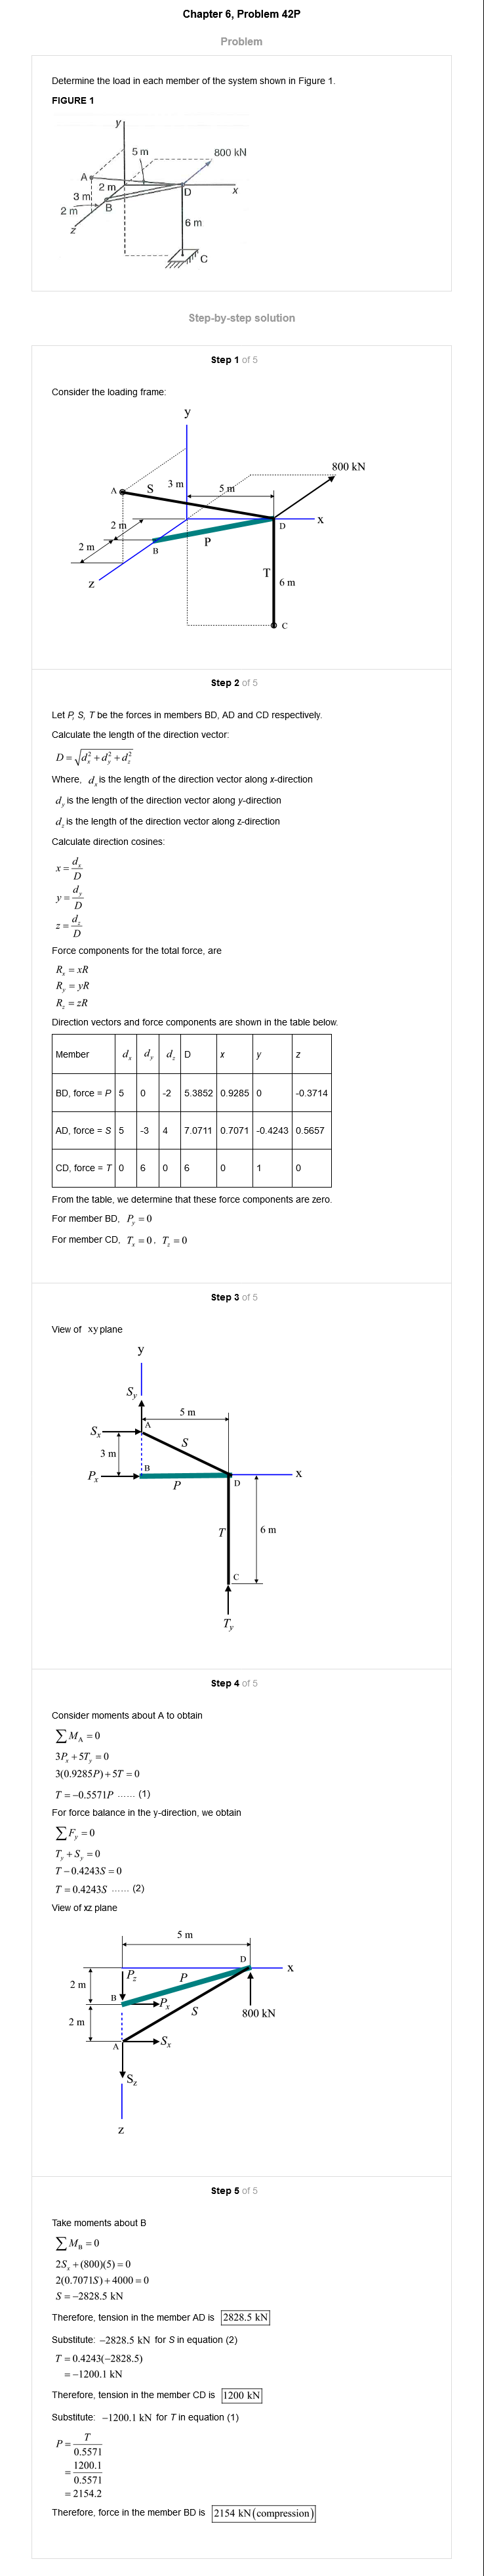 Chapter 6, Problem 42P
Problem
Determine the load in each member of the system shown in Figure 1.
FIGURE 1
y
5 m
800 kN
A
2 m
3 m
D
x
2 m
B
z
6 m
C
Step-by-step solution
Step 1 of 5
Consider the loading frame:
y
800 kN
A
S
3 m
5 m
2 m
D
x
2 m
B
P
z
T
6 m
C
Step 2 of 5
Let P, S, T be the forces in members BD, AD and CD respectively.
Calculate the length of the direction vector:
D = √(d_x² + d_y² + d_z²)
Where, d_x is the length of the direction vector along x-direction
d_y is the length of the direction vector along y-direction
d_z is the length of the direction vector along z-direction
Calculate direction cosines:
x = d_x/D
y = d_y/D
z = d_z/D
Force components for the total force, are
R_x = xR
R_y = yR
R_z = zR
Direction vectors and force components are shown in the table below.
Member d_x d_y d_z D x y z
BD, force = P 5 0 -2 5.3852 0.9285 0 -0.3714
AD, force = S 5 -3 4 7.0711 0.7071 -0.4243 0.5657
CD, force = T 0 6 0 6 0 1 0
From the table, we determine that these force components are zero.
For member BD, P_y = 0
For member CD, T_x = 0, T_z = 0
Step 3 of 5
View of xy plane
y
S_y
5 m
S_x
A
3 m
S
P_x
B
x
P
D
T
6 m
C
T_y
Step 4 of 5
Consider moments about A to obtain
∑M_A = 0
3P_x + 5T_y = 0
3(0.9285P) + 5T = 0
T = −0.5571P ...... (1)
For force balance in the y-direction, we obtain
∑F_y = 0
T_y + S_y = 0
T − 0.4243S = 0
T = 0.4243S ...... (2)
View of xz plane
5 m
D
x
2 m
P_z
P
B
P_x
S
800 kN
2 m
A
S_x
S_z
z
Step 5 of 5
Take moments about B
∑M_B = 0
2S_x + (800)(5) = 0
2(0.7071S) + 4000 = 0
S = −2828.5 kN
Therefore, tension in the member AD is 2828.5 kN
Substitute: −2828.5 kN for S in equation (2)
T = 0.4243(−2828.5)
= −1200.1 kN
Therefore, tension in the member CD is 1200 kN
Substitute: −1200.1 kN for T in equation (1)
P = T/0.5571
= 1200.1/0.5571
= 2154.2
Therefore, force in the member BD is 2154 kN(compression)